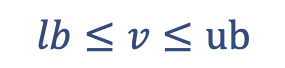 lb ≤ v ≤ ub